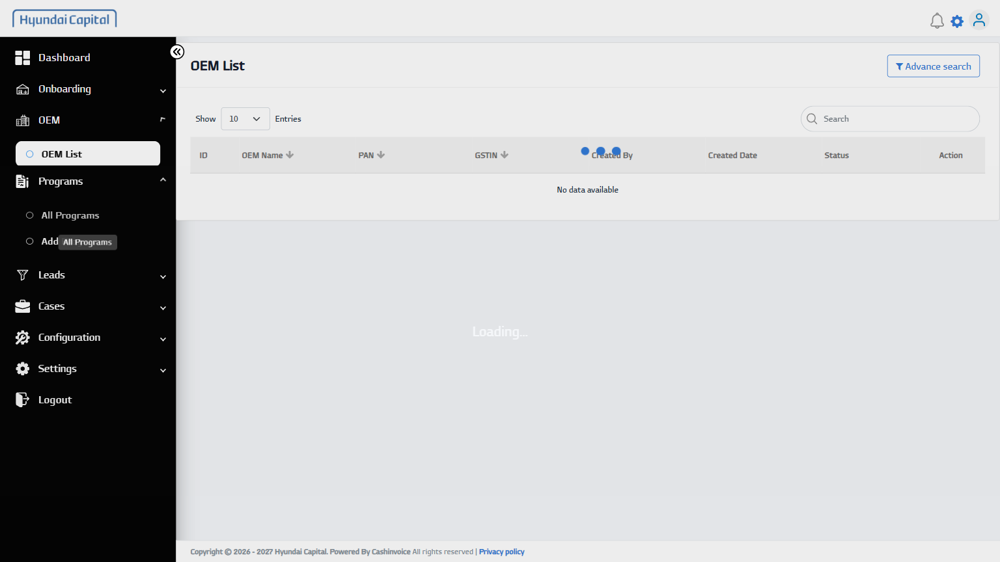 Hyundai Capital
Dashboard
Onboarding
OEM
OEM List
Programs
All Programs
Add
All Programs
Leads
Cases
Configuration
Settings
Logout
OEM List
Advance search
Show 10 Entries
Search
ID OEM Name PAN GSTIN Created By Created Date Status Action
No data available
Loading...
Copyright © 2026 - 2027 Hyundai Capital. Powered By Cashinvoice All rights reserved | Privacy policy